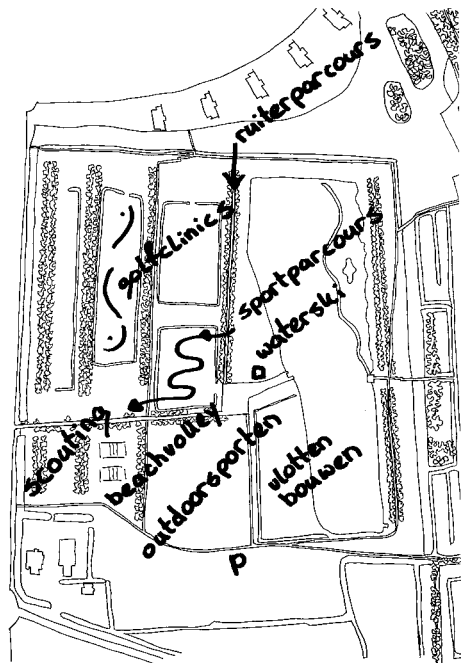 ruiterparcours
golfclinics
sportparcours
waterski
scouting
beachvolley
outdoorsporten
vlotten
bouwen
P